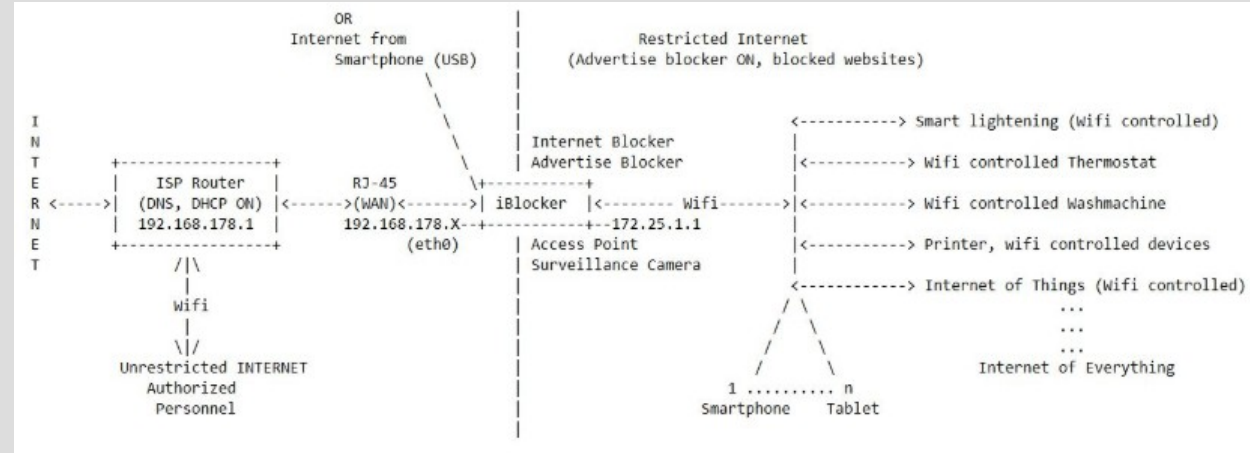 OR
Internet from
Smartphone (USB)
Restricted Internet
(Advertise blocker ON, blocked websites)
INTERNET
ISP Router
(DNS, DHCP ON)
192.168.178.1
RJ-45
(WAN)
192.168.178.X
(eth0)
Internet Blocker
Advertise Blocker
iBlocker
Access Point
Surveillance Camera
Wifi
172.25.1.1
Smart lightening (Wifi controlled)
Wifi controlled Thermostat
Wifi controlled Washmachine
Printer, wifi controlled devices
Internet of Things (Wifi controlled)
...
...
...
Internet of Everything
Wifi
Unrestricted INTERNET
Authorized
Personnel
1 .......... n
Smartphone Tablet